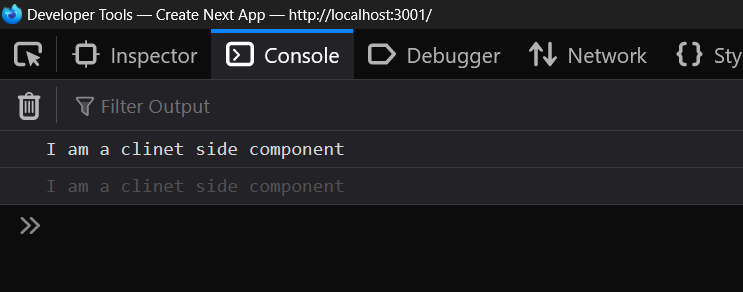 Developer Tools — Create Next App — http://localhost:3001/
Inspector Console Debugger Network {} Sty
Filter Output
I am a clinet side component
I am a clinet side component